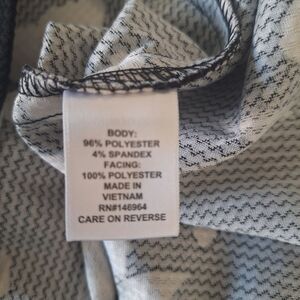 BODY:
96% POLYESTER
4% SPANDEX
FACING:
100% POLYESTER
MADE IN
VIETNAM
RN#146964
CARE ON REVERSE